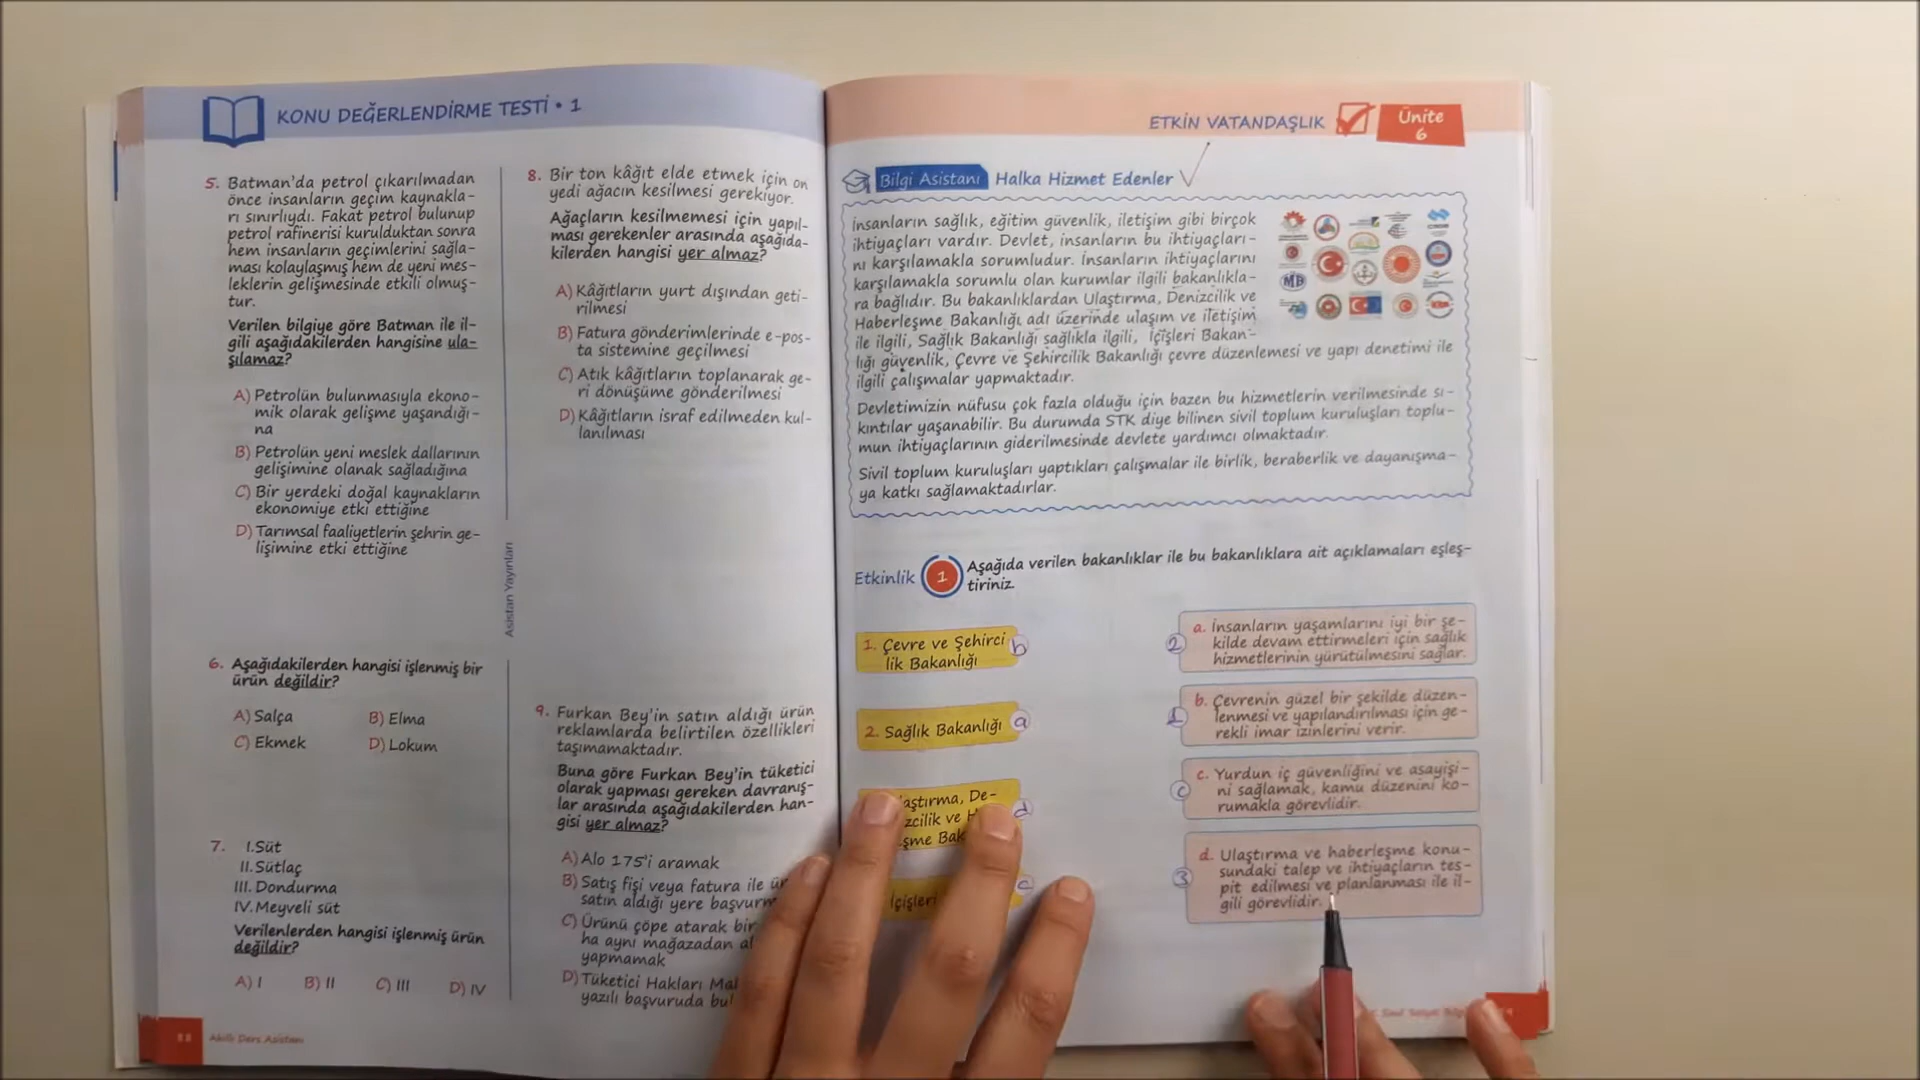 KONU DEĞERLENDİRME TESTİ • 1
5. Batman'da petrol çıkarılmadan
önce insanların geçim kaynakla-
rı sınırlıydı. Fakat petrol bulunup
petrol rafinerisi kurulduktan sonra
hem insanların geçimlerini sağla-
ması kolaylaşmış hem de yeni mes-
leklerin gelişmesinde etkili olmuş-
tur.
Verilen bilgiye göre Batman ile il-
gili aşağıdakilerden hangisine ula-
şılamaz?
A) Petrolün bulunmasıyla ekono-
mik olarak gelişme yaşandığı-
na
B) Petrolün yeni meslek dallarının
gelişimine olanak sağladığına
C) Bir yerdeki doğal kaynakların
ekonomiye etki ettiğine
D) Tarımsal faaliyetlerin şehrin ge-
lişimine etki ettiğine
6. Aşağıdakilerden hangisi işlenmiş bir
ürün değildir?
A) Salça B) Elma
C) Ekmek D) Lokum
7. I.Süt
II.Sütlaç
III.Dondurma
IV.Meyveli süt
Verilenlerden hangisi işlenmiş ürün
değildir?
A) I B) II C) III D) IV
Akıllı Ders Asistanı
Asistan Yayınları
8. Bir ton kâğıt elde etmek için on
yedi ağacın kesilmesi gerekiyor.
Ağaçların kesilmemesi için yapıl-
ması gerekenler arasında aşağıda-
kilerden hangisi yer almaz?
A) Kâğıtların yurt dışından geti-
rilmesi
B) Fatura gönderimlerinde e-pos-
ta sistemine geçilmesi
C) Atık kâğıtların toplanarak ge-
ri dönüşüme gönderilmesi
D) Kâğıtların israf edilmeden kul-
lanılması
9. Furkan Bey'in satın aldığı ürün
reklamlarda belirtilen özellikleri
taşımamaktadır.
Buna göre Furkan Bey'in tüketici
olarak yapması gereken davranış-
lar arasında aşağıdakilerden han-
gisi yer almaz?
A) Alo 175'i aramak
B) Satış fişi veya fatura ile
satın aldığı yere
C) Ürünü çöpe atarak bir
ha aynı mağazadan
yapmamak
D) Tüketici Hakları
yazılı başvuruda
ETKİN VATANDAŞLIK
Ünite
6
Bilgi Asistanı Halka Hizmet Edenler
İnsanların sağlık, eğitim güvenlik, iletişim gibi birçok
ihtiyaçları vardır. Devlet, insanların bu ihtiyaçları-
nı karşılamakla sorumludur. İnsanların ihtiyaçlarını
karşılamakla sorumlu olan kurumlar ilgili bakanlıkla-
ra bağlıdır. Bu bakanlıklardan Ulaştırma, Denizcilik ve
Haberleşme Bakanlığı adı üzerinde ulaşım ve iletişim
ile ilgili, Sağlık Bakanlığı sağlıkla ilgili, İçişleri Bakan-
lığı güvenlik, Çevre ve Şehircilik Bakanlığı çevre düzenlemesi ve yapı denetimi ile
ilgili çalışmalar yapmaktadır.
Devletimizin nüfusu çok fazla olduğu için bazen bu hizmetlerin verilmesinde sı-
kıntılar yaşanabilir. Bu durumda STK diye bilinen sivil toplum kuruluşları toplu-
mun ihtiyaçlarının giderilmesinde devlete yardımcı olmaktadır.
Sivil toplum kuruluşları yaptıkları çalışmalar ile birlik, beraberlik ve dayanışma-
ya katkı sağlamaktadırlar.
Etkinlik 1 Aşağıda verilen bakanlıklar ile bu bakanlıklara ait açıklamaları eşleş-
tiriniz.
1. Çevre ve Şehirci b
lik Bakanlığı
2. Sağlık Bakanlığı a
De-
cilik ve d
İçişleri c
2 a. İnsanların yaşamlarını iyi bir şe-
kilde devam ettirmeleri için sağlık
hizmetlerinin yürütülmesini sağlar.
1 b. Çevrenin güzel bir şekilde düzen-
lenmesi ve yapılandırılması için ge-
rekli imar izinlerini verir.
c c. Yurdun iç güvenliğini ve asayişi-
ni sağlamak, kamu düzenini ko-
rumakla görevlidir.
3 d. Ulaştırma ve haberleşme konu-
sundaki talep ve ihtiyaçların tes-
pit edilmesi ve planlanması ile il-
gili görevlidir.